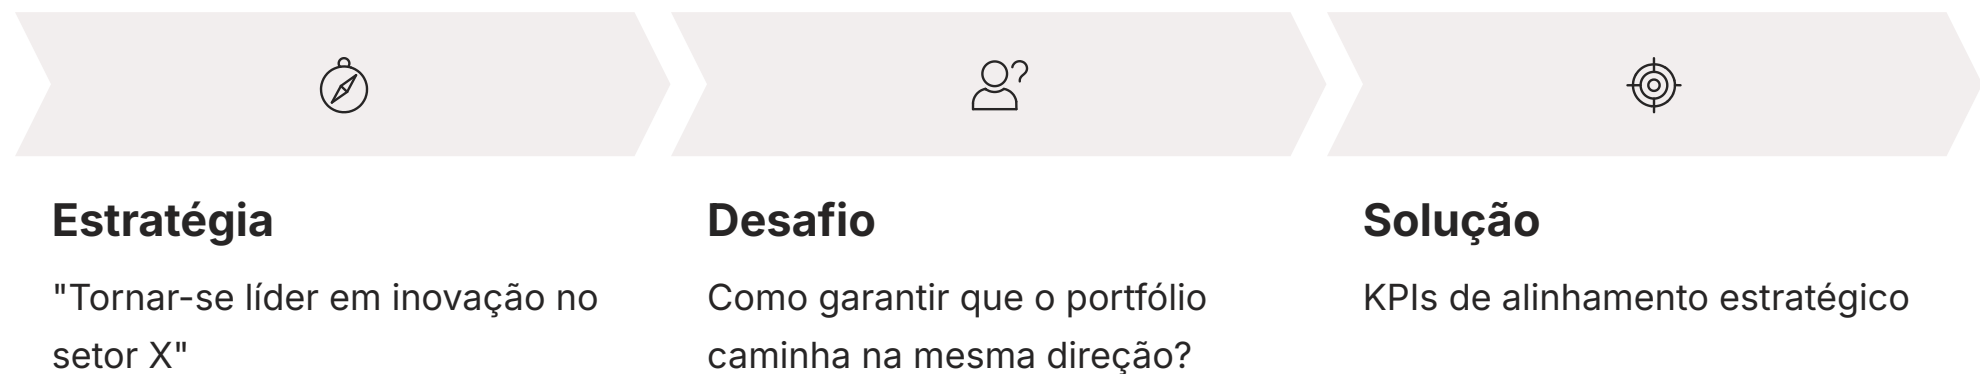 Estratégia
"Tornar-se líder em inovação no
setor X"
Desafio
Como garantir que o portfólio
caminha na mesma direção?
Solução
KPIs de alinhamento estratégico